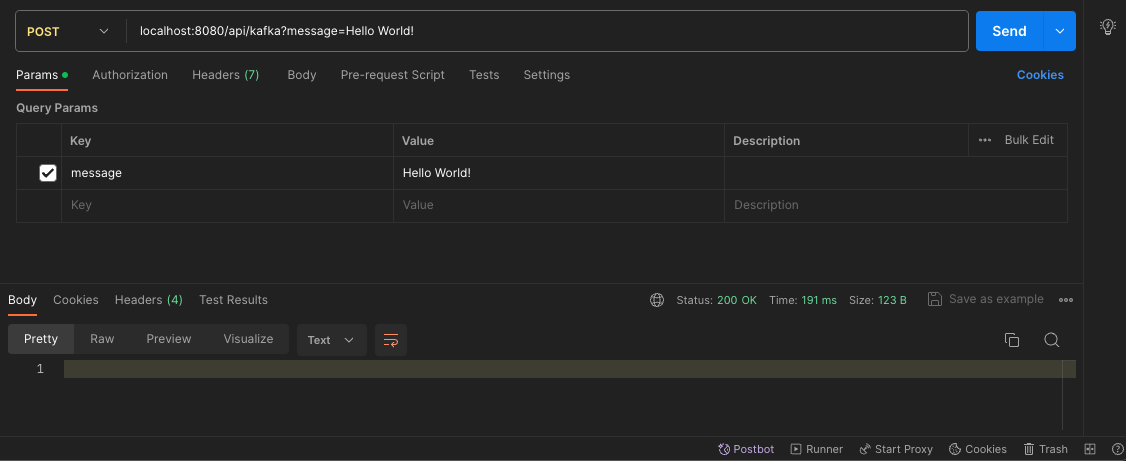 POST localhost:8080/api/kafka?message=Hello World! Send
Params Authorization Headers (7) Body Pre-request Script Tests Settings Cookies
Query Params
Key Value Description Bulk Edit
message Hello World!
Key Value Description
Body Cookies Headers (4) Test Results Status: 200 OK Time: 191 ms Size: 123 B Save as example
Pretty Raw Preview Visualize Text
1
Postbot Runner Start Proxy Cookies Trash